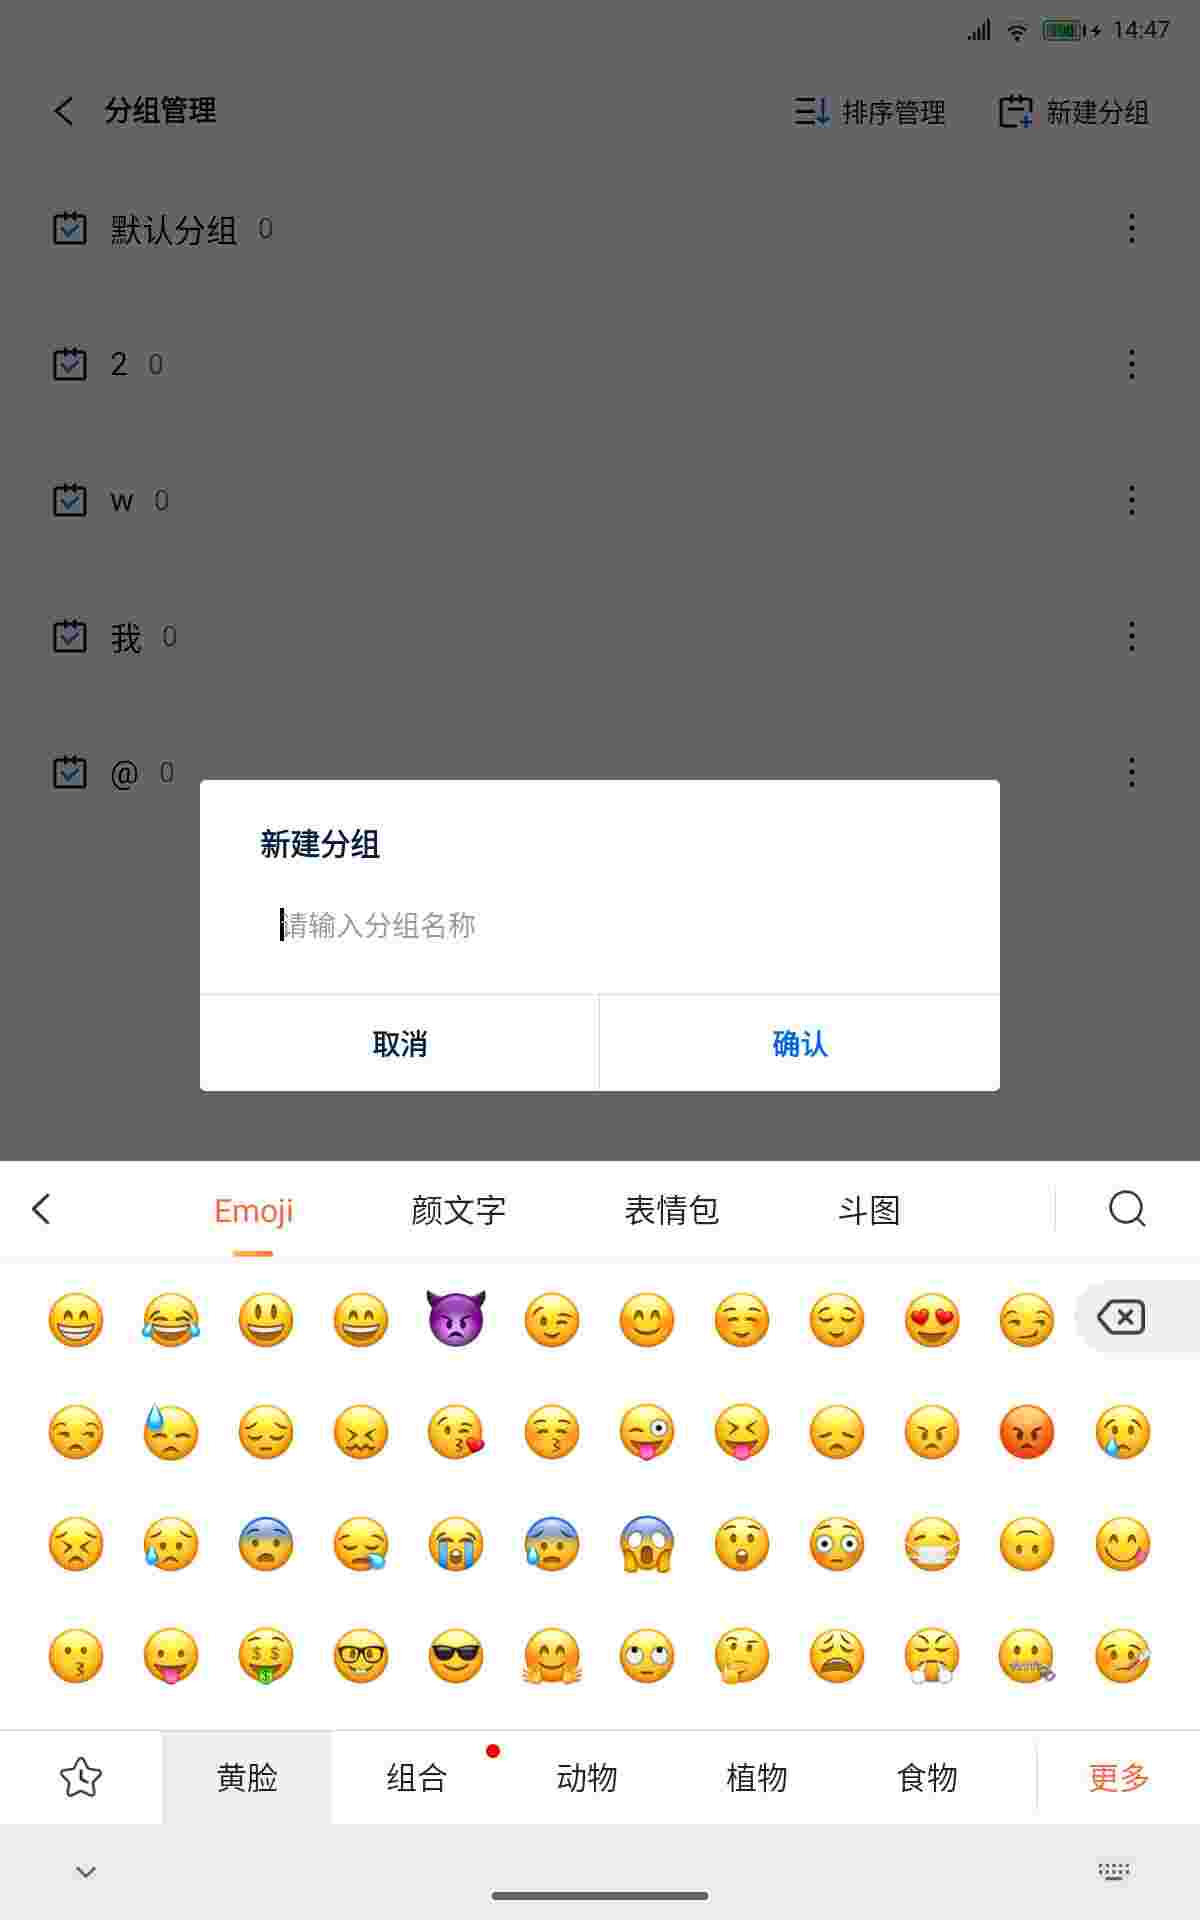 14:47
分组管理
排序管理
新建分组
默认分组 0
2 0
w 0
我 0
@ 0
新建分组
请输入分组名称
取消
确认
Emoji
颜文字
表情包
斗图
黄脸
组合
动物
植物
食物
更多